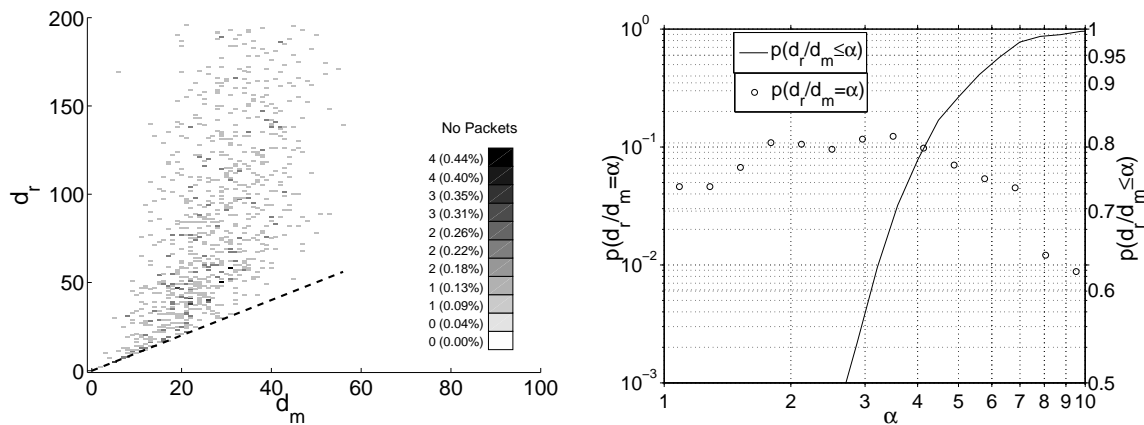 200
150
100
50
0
d_r
0 20 40 60 80 100
d_m
No Packets
4 (0.44%)
4 (0.40%)
3 (0.35%)
3 (0.31%)
2 (0.26%)
2 (0.22%)
2 (0.18%)
1 (0.13%)
1 (0.09%)
0 (0.04%)
0 (0.00%)
p(d_r/d_m≤α)
p(d_r/d_m=α)
10^0
10^−1
10^−2
10^−3
p(d_r/d_m=α)
1 2 3 4 5 6 7 8 9 10
α
1
0.95
0.9
0.8
0.7
0.6
0.5
p(d_r/d_m≤α)